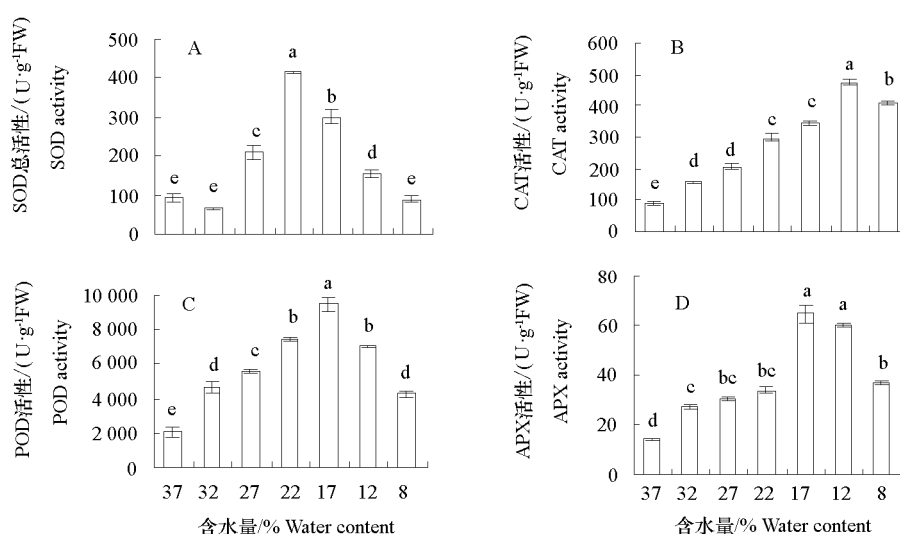 SOD总活性/(U·g-1FW)
SOD activity
A
500
400
300
200
100
0
e
e
c
a
b
d
e
CAT活性/(U·g-1FW)
CAT activity
B
600
500
400
300
200
100
0
e
d
d
c
c
a
b
POD活性/(U·g-1FW)
POD activity
C
10 000
8 000
6 000
4 000
2 000
0
e
d
c
b
a
b
d
37 32 27 22 17 12 8
含水量/% Water content
APX活性/(U·g-1FW)
APX activity
D
80
60
40
20
0
d
c
bc
bc
a
a
b
37 32 27 22 17 12 8
含水量/% Water content